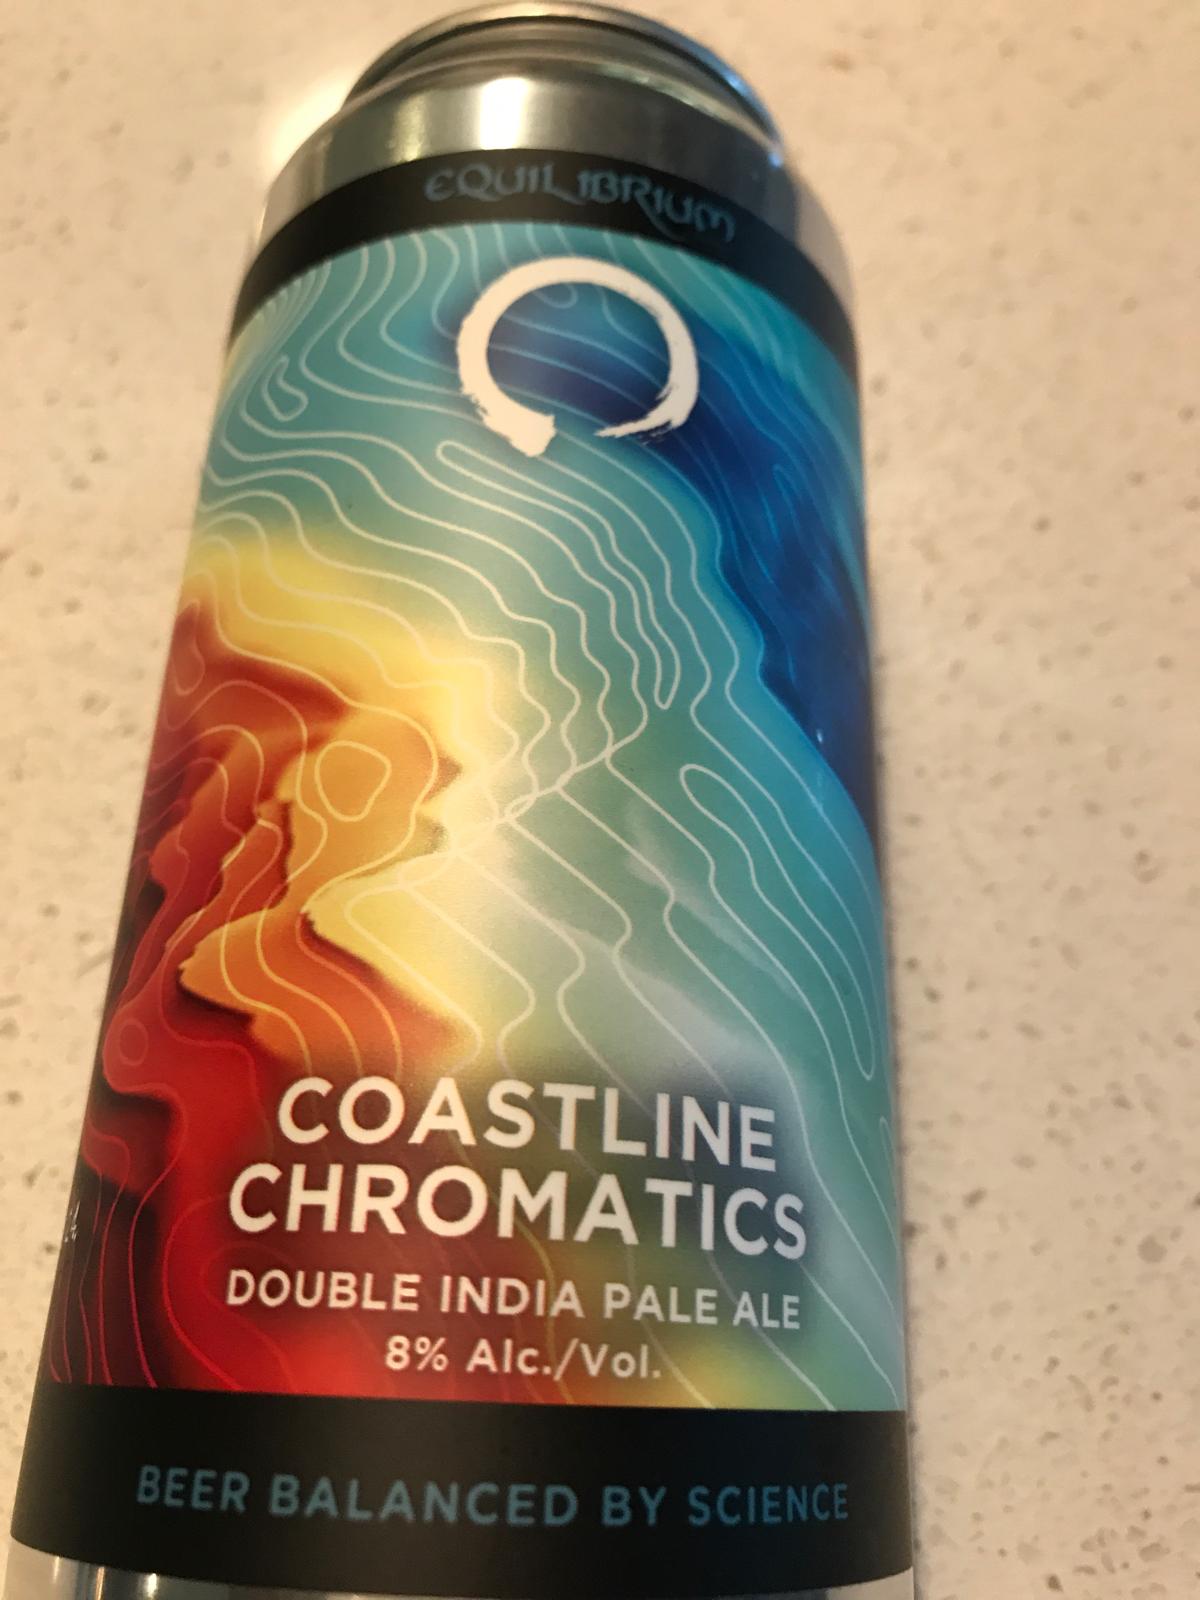 EQUILIBRIUM
COASTLINE
CHROMATICS
DOUBLE INDIA PALE ALE
8% Alc./Vol.
BEER BALANCED BY SCIENCE